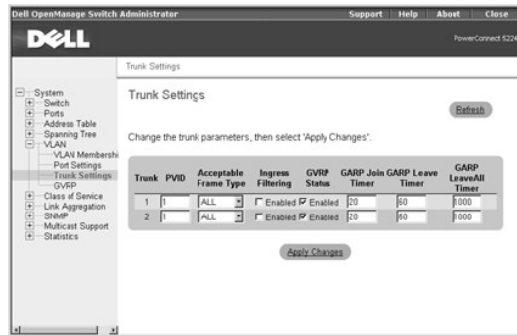 Dell OpenManage Switch Administrator
Support Help About Close
DELL
PowerConnect 5224
Trunk Settings
System
Switch
Ports
Address Table
Spanning Tree
VLAN
VLAN Membershi
Port Settings
Trunk Settings
GVRP
Class of Service
Link Aggregation
SNMP
Multicast Support
Statistics
Trunk Settings
Refresh
Change the trunk parameters, then select 'Apply Changes'.
Trunk PVID Acceptable Frame Type Ingress Filtering GVRP Status GARP Join Timer GARP Leave Timer GARP LeaveAll Timer
1 1 ALL Enabled Enabled 20 60 1000
2 1 ALL Enabled Enabled 20 60 1000
Apply Changes